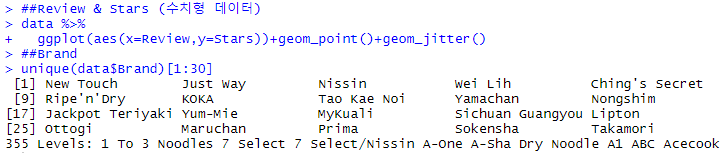 > ##Review & Stars (수치형 데이터)
> data %>%
+   ggplot(aes(x=Review,y=Stars))+geom_point()+geom_jitter()
> ##Brand
> unique(data$Brand)[1:30]
 [1] New Touch        Just Way         Nissin           Wei Lih          Ching's Secret
 [9] Ripe'n'Dry       KOKA             Tao Kae Noi      Yamachan         Nongshim
[17] Jackpot Teriyaki Yum-Mie          MyKuali          Sichuan Guangyou Lipton
[25] Ottogi           Maruchan         Prima            Sokensha         Takamori
355 Levels: 1 To 3 Noodles 7 Select 7 Select/Nissin A-One A-Sha Dry Noodle A1 ABC Acecook